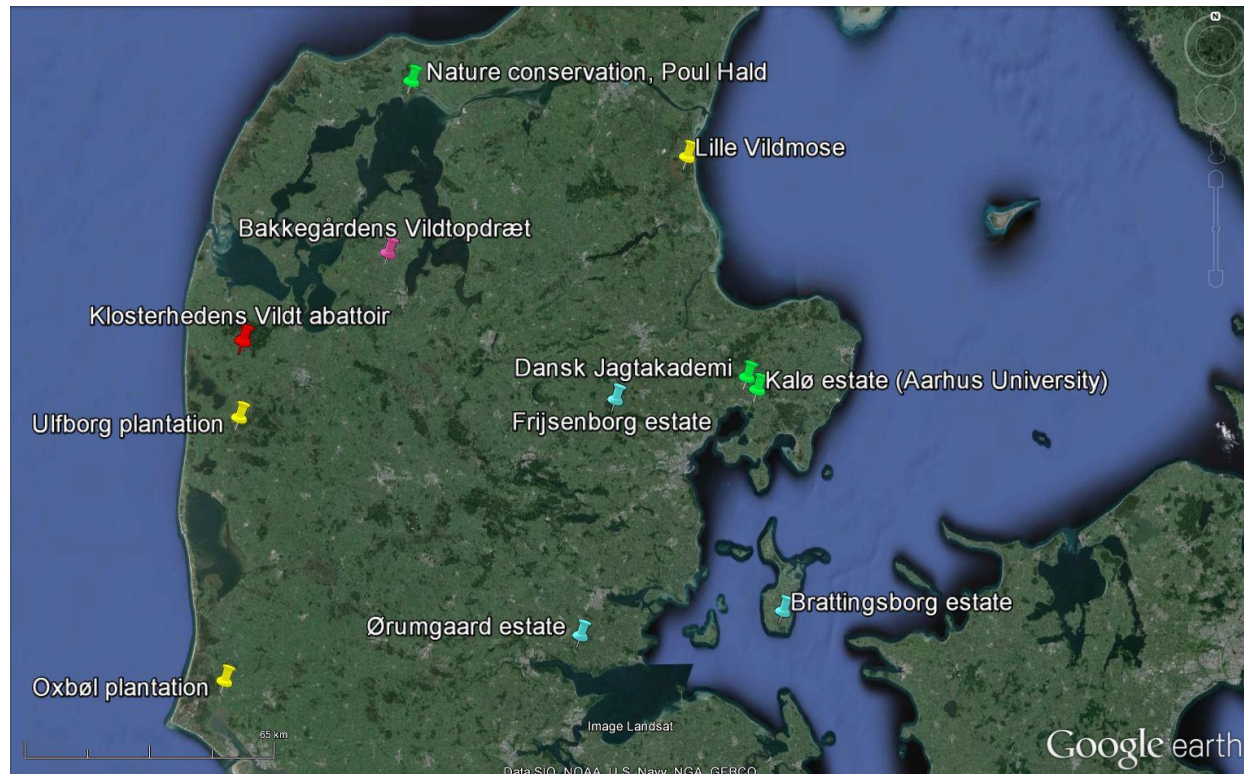 N
Nature conservation, Poul Hald
Lille Vildmose
Bakkegårdens Vildtopdræt
Klosterhedens Vildt abattoir
Dansk Jagtakademi
Kalø estate (Aarhus University)
Frijsenborg estate
Ulfborg plantation
Brattingsborg estate
Ørumgaard estate
Oxbøl plantation
Image Landsat
65 km
Google earth
Data SIO, NOAA, U.S. Navy, NGA, GEBCO